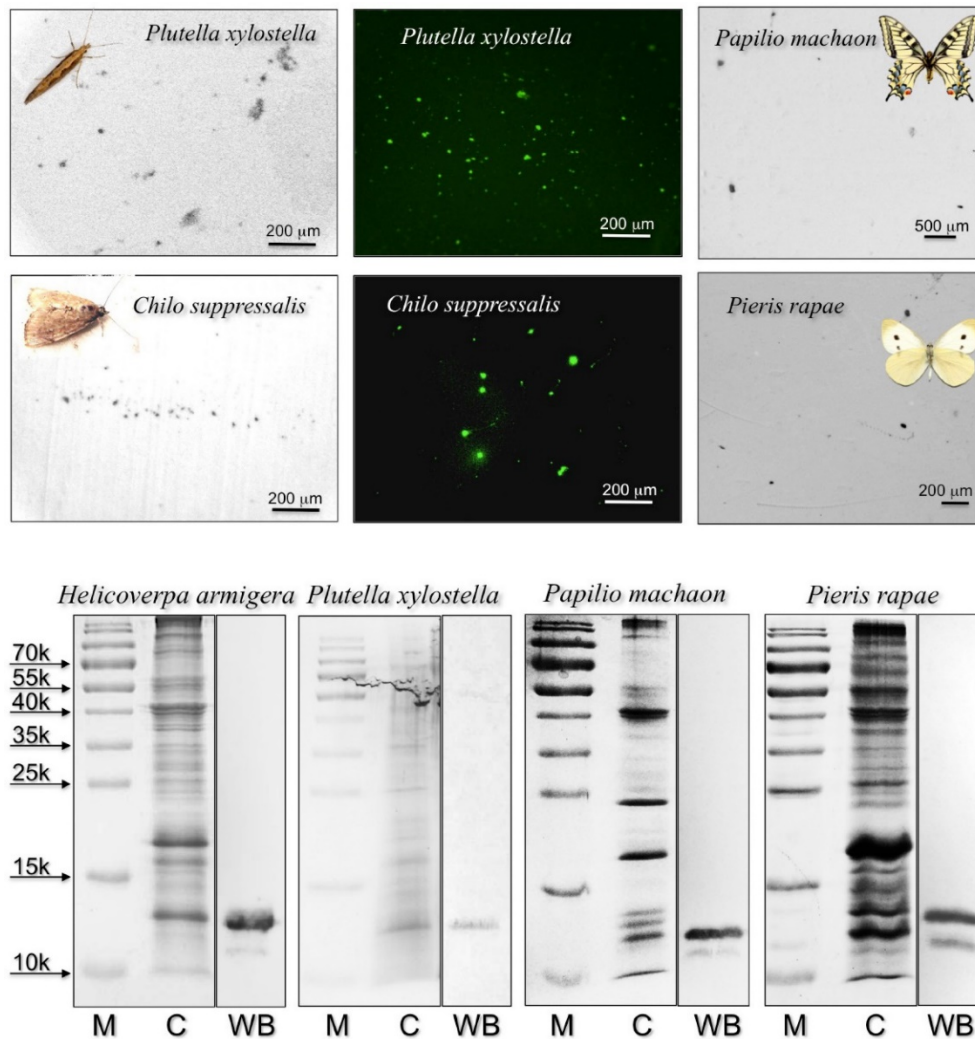 Plutella xylostella
Plutella xylostella
Papilio machaon
200 μm
200 μm
500 μm
Chilo suppressalis
Chilo suppressalis
Pieris rapae
200 μm
200 μm
200 μm
Helicoverpa armigera
Plutella xylostella
Papilio machaon
Pieris rapae
70k
55k
40k
35k
25k
15k
10k
M C WB
M C WB
M C WB
M C WB